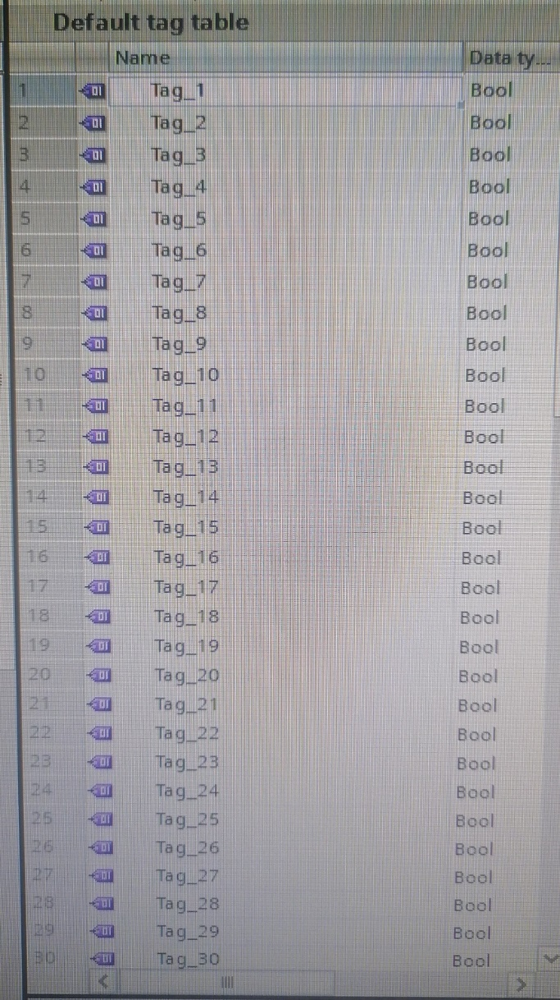 Default tag table
Name Data ty...
1 Tag_1 Bool
2 Tag_2 Bool
3 Tag_3 Bool
4 Tag_4 Bool
5 Tag_5 Bool
6 Tag_6 Bool
7 Tag_7 Bool
8 Tag_8 Bool
9 Tag_9 Bool
10 Tag_10 Bool
11 Tag_11 Bool
12 Tag_12 Bool
13 Tag_13 Bool
14 Tag_14 Bool
15 Tag_15 Bool
16 Tag_16 Bool
17 Tag_17 Bool
18 Tag_18 Bool
19 Tag_19 Bool
20 Tag_20 Bool
21 Tag_21 Bool
22 Tag_22 Bool
23 Tag_23 Bool
24 Tag_24 Bool
25 Tag_25 Bool
26 Tag_26 Bool
27 Tag_27 Bool
28 Tag_28 Bool
29 Tag_29 Bool
30 Tag_30 Bool